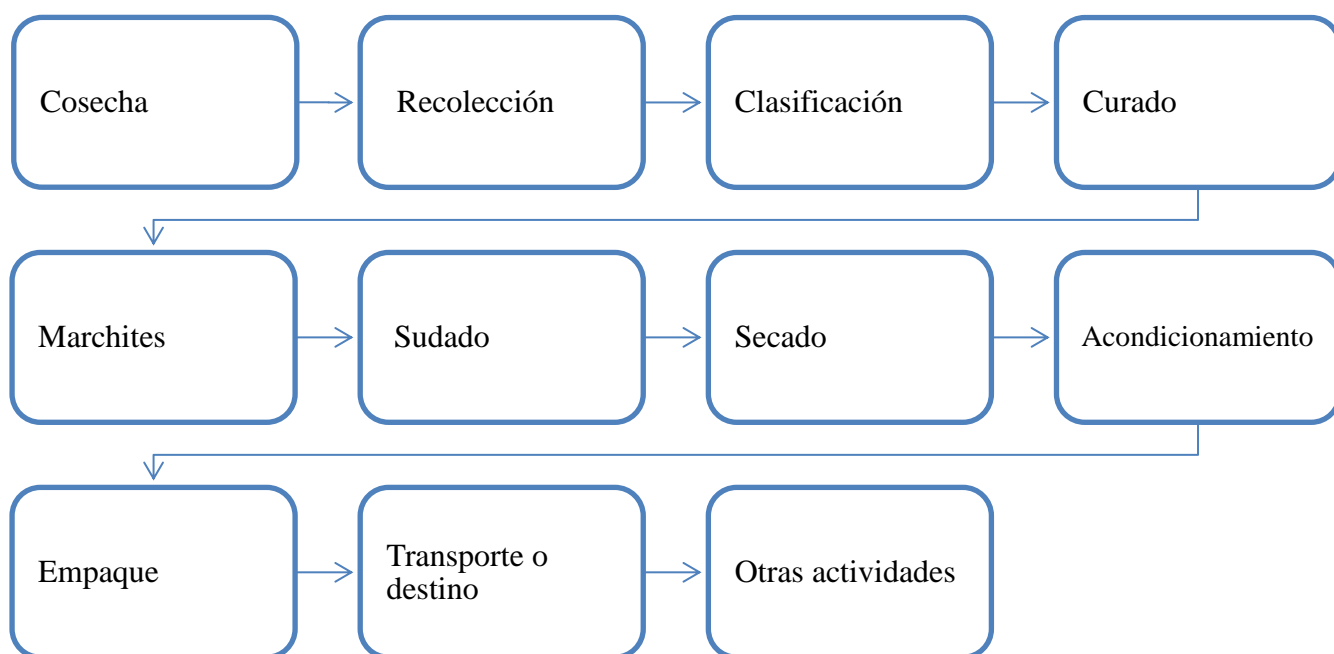 Cosecha
Recolección
Clasificación
Curado
Marchites
Sudado
Secado
Acondicionamiento
Empaque
Transporte o
destino
Otras actividades